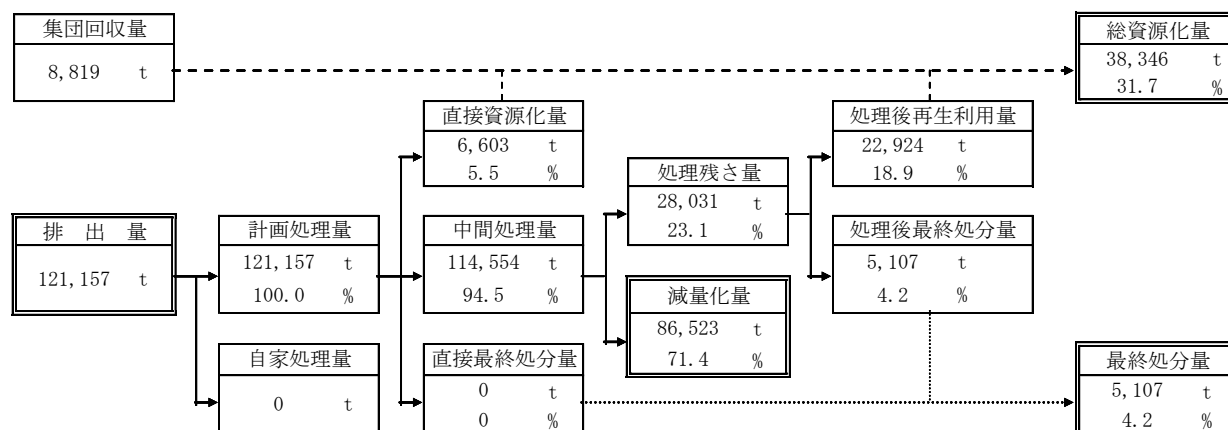 集団回収量
8,819 t
総資源化量
38,346 t
31.7 %
直接資源化量
6,603 t
5.5 %
処理後再生利用量
22,924 t
18.9 %
処理残さ量
28,031 t
23.1 %
排 出 量
121,157 t
計画処理量
121,157 t
100.0 %
中間処理量
114,554 t
94.5 %
処理後最終処分量
5,107 t
4.2 %
減量化量
86,523 t
71.4 %
自家処理量
0 t
直接最終処分量
0 t
0 %
最終処分量
5,107 t
4.2 %